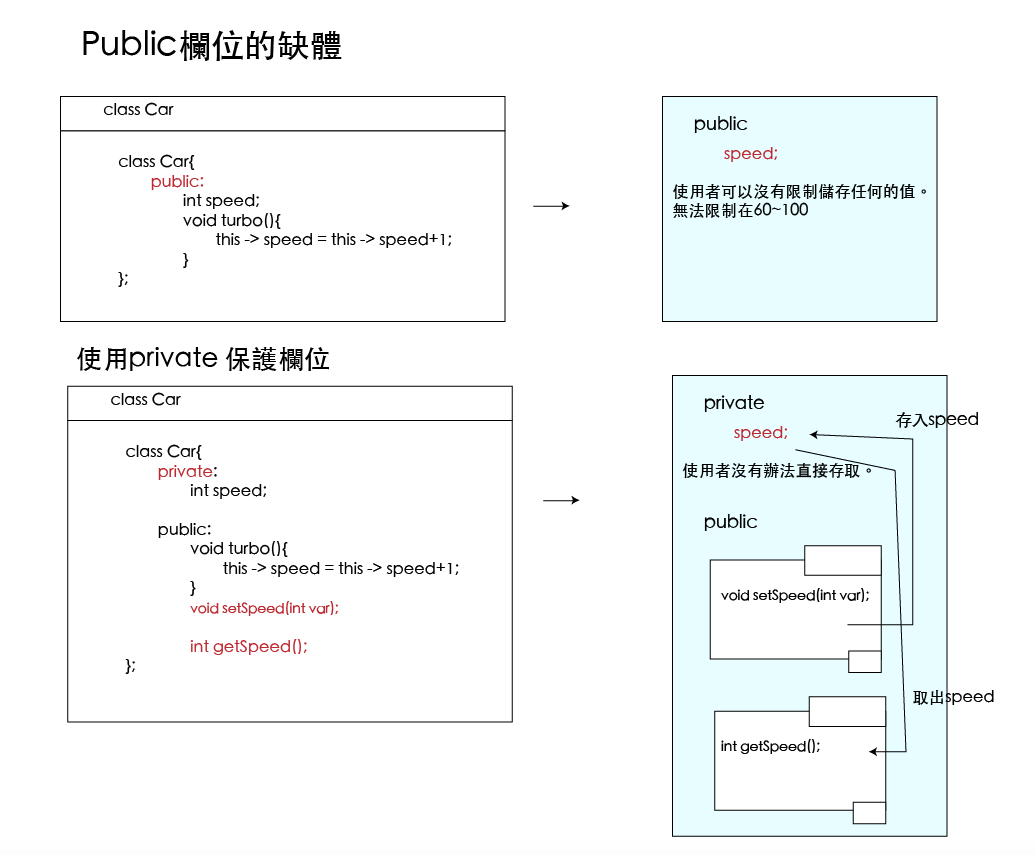 Public欄位的缺體
class Car
class Car{
public:
int speed;
void turbo(){
this -> speed = this -> speed+1;
}
};
public
speed;
使用者可以沒有限制儲存任何的值。
無法限制在60~100
使用private 保護欄位
class Car
class Car{
private:
int speed;
public:
void turbo(){
this -> speed = this -> speed+1;
}
void setSpeed(int var);
int getSpeed();
};
private
speed;
存入speed
使用者沒有辦法直接存取。
public
void setSpeed(int var);
取出speed
int getSpeed();